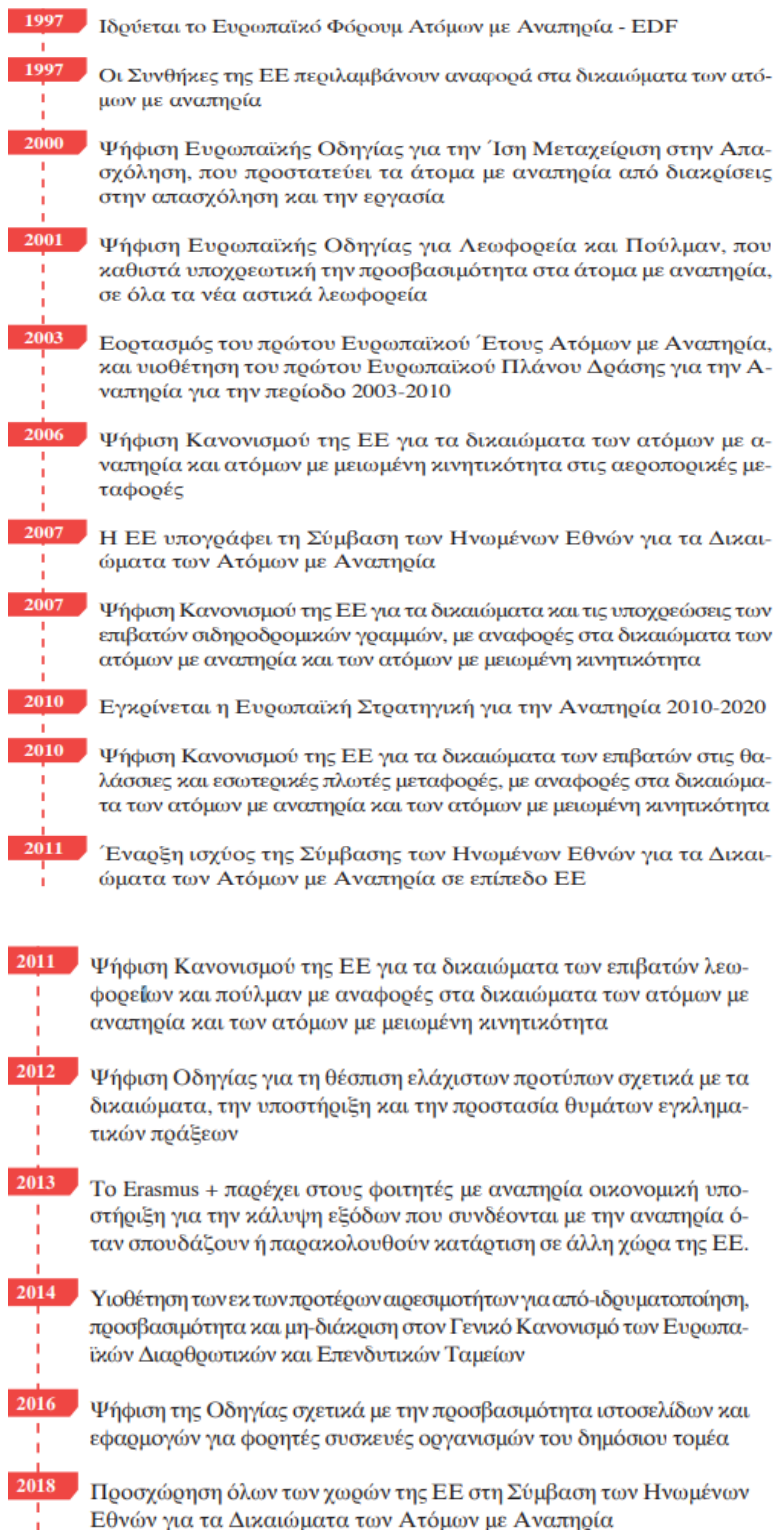 1997 Ιδρύεται το Ευρωπαϊκό Φόρουμ Ατόμων με Αναπηρία - EDF
1997 Οι Συνθήκες της ΕΕ περιλαμβάνουν αναφορά στα δικαιώματα των ατό-
μων με αναπηρία
2000 Ψήφιση Ευρωπαϊκής Οδηγίας για την Ίση Μεταχείριση στην Απα-
σχόληση, που προστατεύει τα άτομα με αναπηρία από διακρίσεις
στην απασχόληση και την εργασία
2001 Ψήφιση Ευρωπαϊκής Οδηγίας για Λεωφορεία και Πούλμαν, που
καθιστά υποχρεωτική την προσβασιμότητα στα άτομα με αναπηρία,
σε όλα τα νέα αστικά λεωφορεία
2003 Εορτασμός του πρώτου Ευρωπαϊκού Έτους Ατόμων με Αναπηρία,
και υιοθέτηση του πρώτου Ευρωπαϊκού Πλάνου Δράσης για την Α-
ναπηρία για την περίοδο 2003-2010
2006 Ψήφιση Κανονισμού της ΕΕ για τα δικαιώματα των ατόμων με α-
ναπηρία και ατόμων με μειωμένη κινητικότητα στις αεροπορικές με-
ταφορές
2007 Η ΕΕ υπογράφει τη Σύμβαση των Ηνωμένων Εθνών για τα Δικαι-
ώματα των Ατόμων με Αναπηρία
2007 Ψήφιση Κανονισμού της ΕΕ για τα δικαιώματα και τις υποχρεώσεις των
επιβατών σιδηροδρομικών γραμμών, με αναφορές στα δικαιώματα των
ατόμων με αναπηρία και των ατόμων με μειωμένη κινητικότητα
2010 Εγκρίνεται η Ευρωπαϊκή Στρατηγική για την Αναπηρία 2010-2020
2010 Ψήφιση Κανονισμού της ΕΕ για τα δικαιώματα των επιβατών στις θα-
λάσσιες και εσωτερικές πλωτές μεταφορές, με αναφορές στα δικαιώμα-
τα των ατόμων με αναπηρία και των ατόμων με μειωμένη κινητικότητα
2011 Έναρξη ισχύος της Σύμβασης των Ηνωμένων Εθνών για τα Δικαι-
ώματα των Ατόμων με Αναπηρία σε επίπεδο ΕΕ
2011 Ψήφιση Κανονισμού της ΕΕ για τα δικαιώματα των επιβατών λεω-
φορείων και πούλμαν με αναφορές στα δικαιώματα των ατόμων με
αναπηρία και των ατόμων με μειωμένη κινητικότητα
2012 Ψήφιση Οδηγίας για τη θέσπιση ελάχιστων προτύπων σχετικά με τα
δικαιώματα, την υποστήριξη και την προστασία θυμάτων εγκλημα-
τικών πράξεων
2013 Το Erasmus + παρέχει στους φοιτητές με αναπηρία οικονομική υπο-
στήριξη για την κάλυψη εξόδων που συνδέονται με την αναπηρία ό-
ταν σπουδάζουν ή παρακολουθούν κατάρτιση σε άλλη χώρα της ΕΕ.
2014 Υιοθέτηση των εκ των προτέρων αιρεσιμοτήτων για από-ιδρυματοποίηση,
προσβασιμότητα και μη-διάκριση στον Γενικό Κανονισμό των Ευρωπα-
ϊκών Διαρθρωτικών και Επενδυτικών Ταμείων
2016 Ψήφιση της Οδηγίας σχετικά με την προσβασιμότητα ιστοσελίδων και
εφαρμογών για φορητές συσκευές οργανισμών του δημόσιου τομέα
2018 Προσχώρηση όλων των χωρών της ΕΕ στη Σύμβαση των Ηνωμένων
Εθνών για τα Δικαιώματα των Ατόμων με Αναπηρία